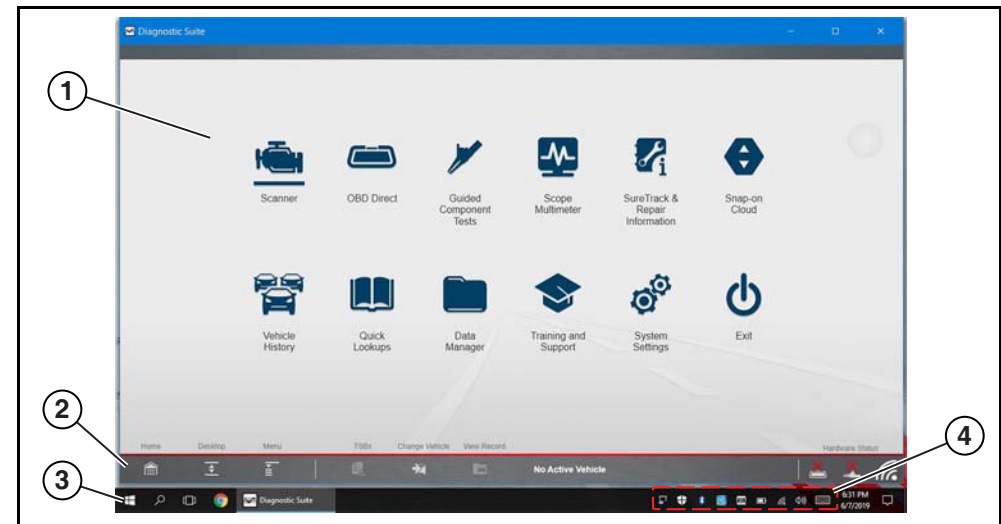 Diagnostic Suite
1
Scanner
OBD Direct
Guided
Component
Tests
Scope
Multimeter
SureTrack &
Repair
Information
Snap-on
Cloud
Vehicle
History
Quick
Lookups
Data
Manager
Training and
Support
System
Settings
Exit
2
4
Home
Desktop
Menu
TSBs
Change Vehicle
View Record
Hardware Status
No Active Vehicle
3
Diagnostic Suite
6:31 PM
6/7/2019